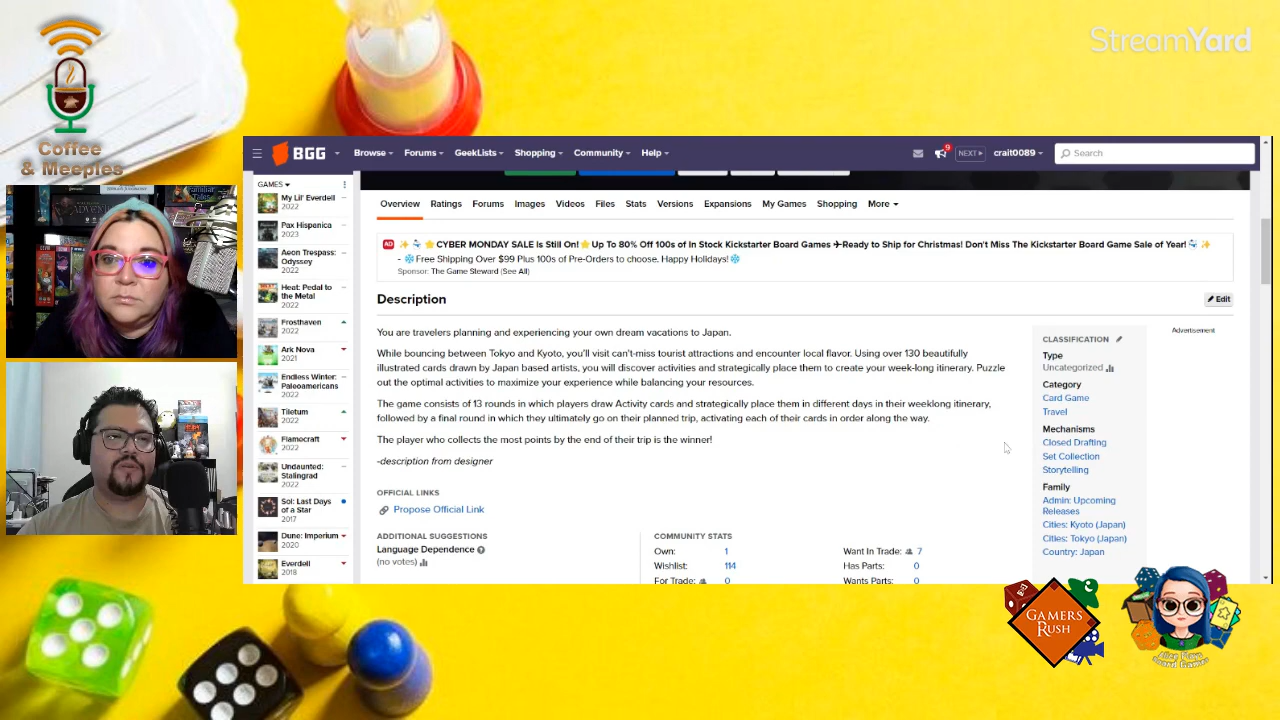 StreamYard
Coffee
& Meeples
BGG
Browse
Forums
GeekLists
Shopping
Community
Help
9
NEXT
crait0089
Search
GAMES
My Lil' Everdell
2022
Pax Hispanica
2023
Aeon Trespass:
Odyssey
2022
Heat: Pedal to
the Metal
2022
Frosthaven
2022
Ark Nova
2021
Endless Winter:
Paleoamericans
2022
Tiletum
2022
Flamecraft
2022
Undaunted:
Stalingrad
2022
Sol: Last Days
of a Star
2017
Dune: Imperium
2020
Everdell
2018
Overview Ratings Forums Images Videos Files Stats Versions Expansions My Games Shopping More
AD CYBER MONDAY SALE Is Still On! Up To 80% Off 100s of In Stock Kickstarter Board Games ✈Ready to Ship for Christmas! Don't Miss The Kickstarter Board Game Sale of Year!
- Free Shipping Over $99 Plus 100s of Pre-Orders to choose. Happy Holidays!
Sponsor: The Game Steward (See All)
Description
Edit
You are travelers planning and experiencing your own dream vacations to Japan.
While bouncing between Tokyo and Kyoto, you'll visit can't-miss tourist attractions and encounter local flavor. Using over 130 beautifully
illustrated cards drawn by Japan based artists, you will discover activities and strategically place them to create your week-long itinerary. Puzzle
out the optimal activities to maximize your experience while balancing your resources.
The game consists of 13 rounds in which players draw Activity cards and strategically place them in different days in their weeklong itinerary,
followed by a final round in which they ultimately go on their planned trip, activating each of their cards in order along the way.
The player who collects the most points by the end of their trip is the winner!
-description from designer
OFFICIAL LINKS
Propose Official Link
ADDITIONAL SUGGESTIONS
Language Dependence
(no votes)
COMMUNITY STATS
Own: 1
Wishlist: 114
For Trade: 0
Want In Trade: 7
Has Parts: 0
Wants Parts: 0
CLASSIFICATION
Type
Uncategorized
Category
Card Game
Travel
Mechanisms
Closed Drafting
Set Collection
Storytelling
Family
Admin: Upcoming
Releases
Cities: Kyoto (Japan)
Cities: Tokyo (Japan)
Country: Japan
Advertisement
GAMERS
RUSH
Board Games